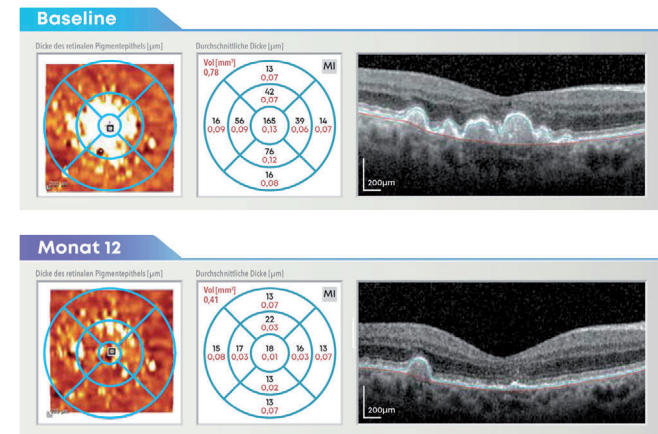 Baseline
Dicke des retinalen Pigmentepithels [µm]
Durchschnittliche Dicke [µm]
Vol [mm³]
0,78
MI
13
0,07
42
0,07
16 56 165 39 14
0,09 0,09 0,13 0,06 0,07
76
0,12
16
0,08
200µm
Monat 12
Dicke des retinalen Pigmentepithels [µm]
Durchschnittliche Dicke [µm]
Vol [mm³]
0,41
MI
13
0,07
22
0,03
15 17 18 16 13
0,08 0,03 0,01 0,03 0,07
13
0,02
13
0,07
200µm